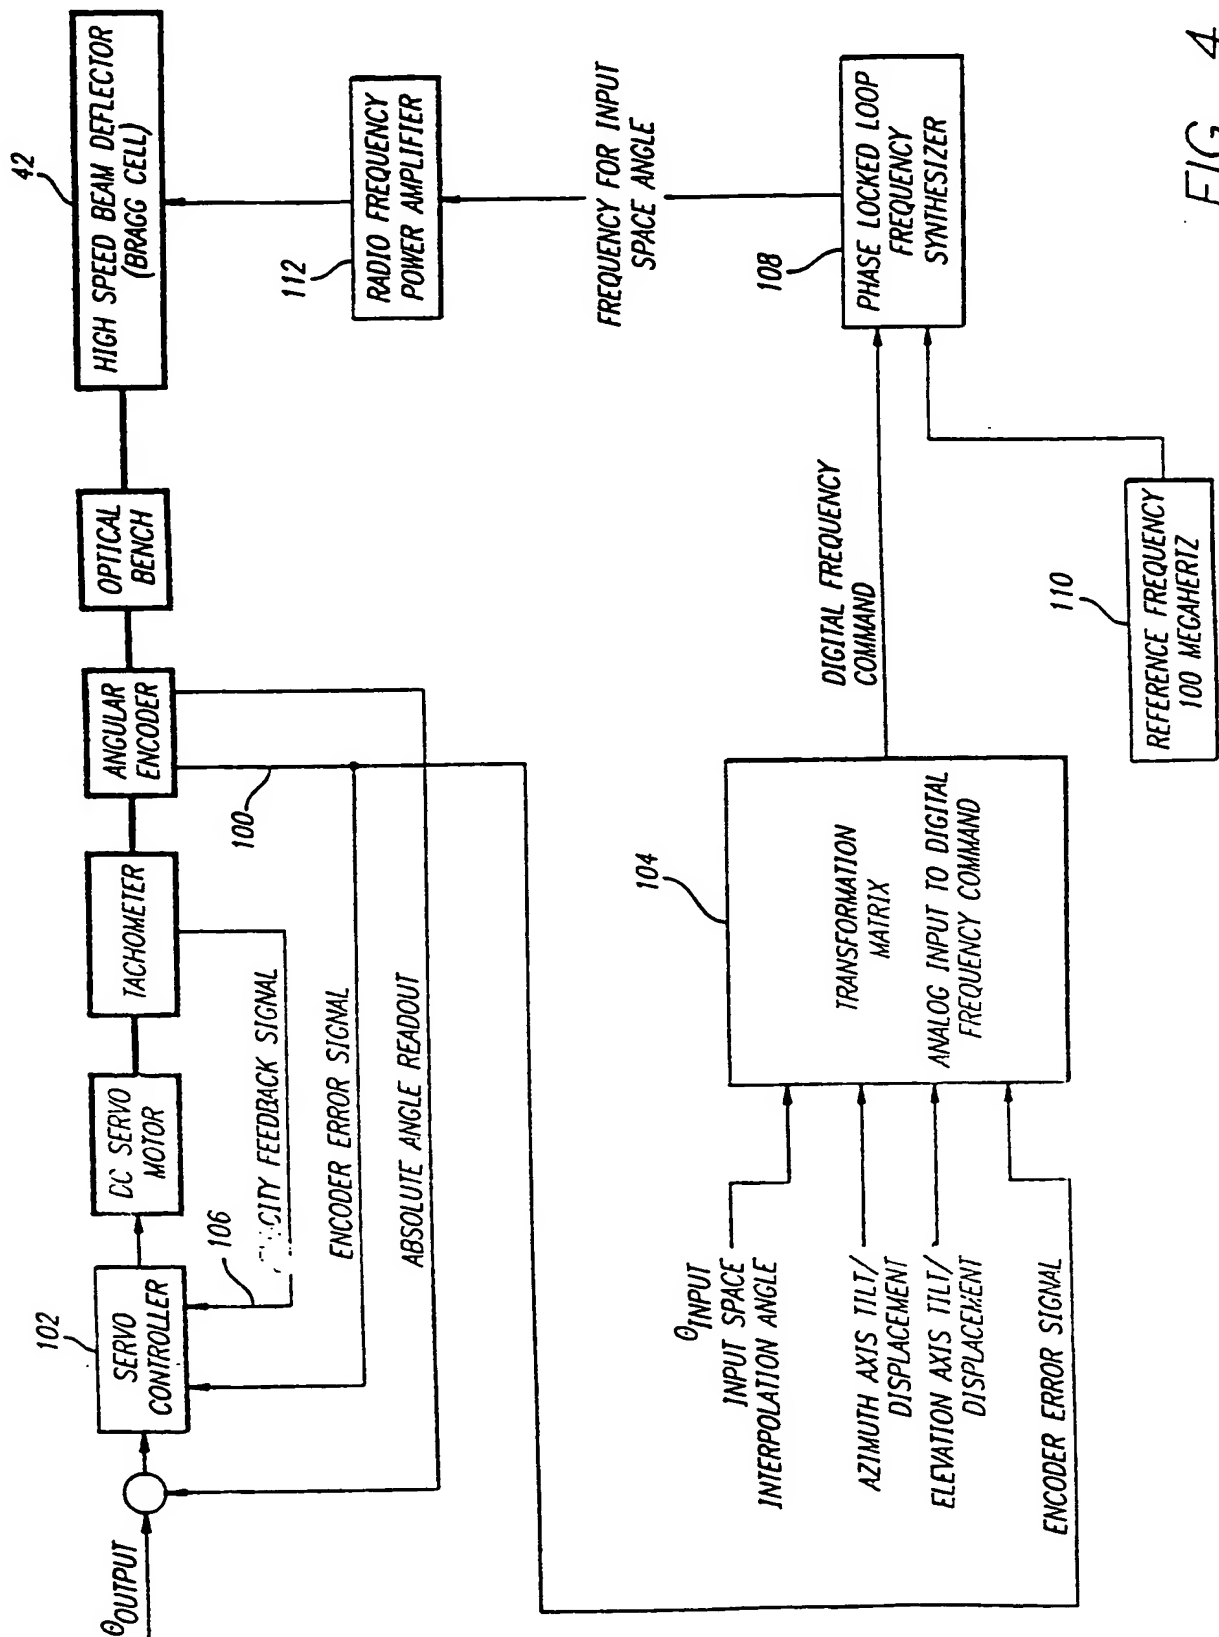 42
HIGH SPEED BEAM DEFLECTOR
(BRAGG CELL)
OPTICAL
BENCH
ANGULAR
ENCODER
TACHOMETER
DC SERVO
MOTOR
102
SERVO
CONTROLLER
θOUTPUT
106
FEEDBACK SIGNAL
ENCODER ERROR SIGNAL
ABSOLUTE ANGLE READOUT
100
112
RADIO FREQUENCY
POWER AMPLIFIER
FREQUENCY FOR INPUT
SPACE ANGLE
108
PHASE LOCKED LOOP
FREQUENCY
SYNTHESIZER
DIGITAL FREQUENCY
COMMAND
110
REFERENCE FREQUENCY
100 MEGAHERTZ
104
TRANSFORMATION
MATRIX
ANALOG INPUT TO DIGITAL
FREQUENCY COMMAND
θINPUT
INPUT SPACE
INTERPOLATION ANGLE
AZIMUTH AXIS TILT/
DISPLACEMENT
ELEVATION AXIS TILT/
DISPLACEMENT
ENCODER ERROR SIGNAL
FIG. 4